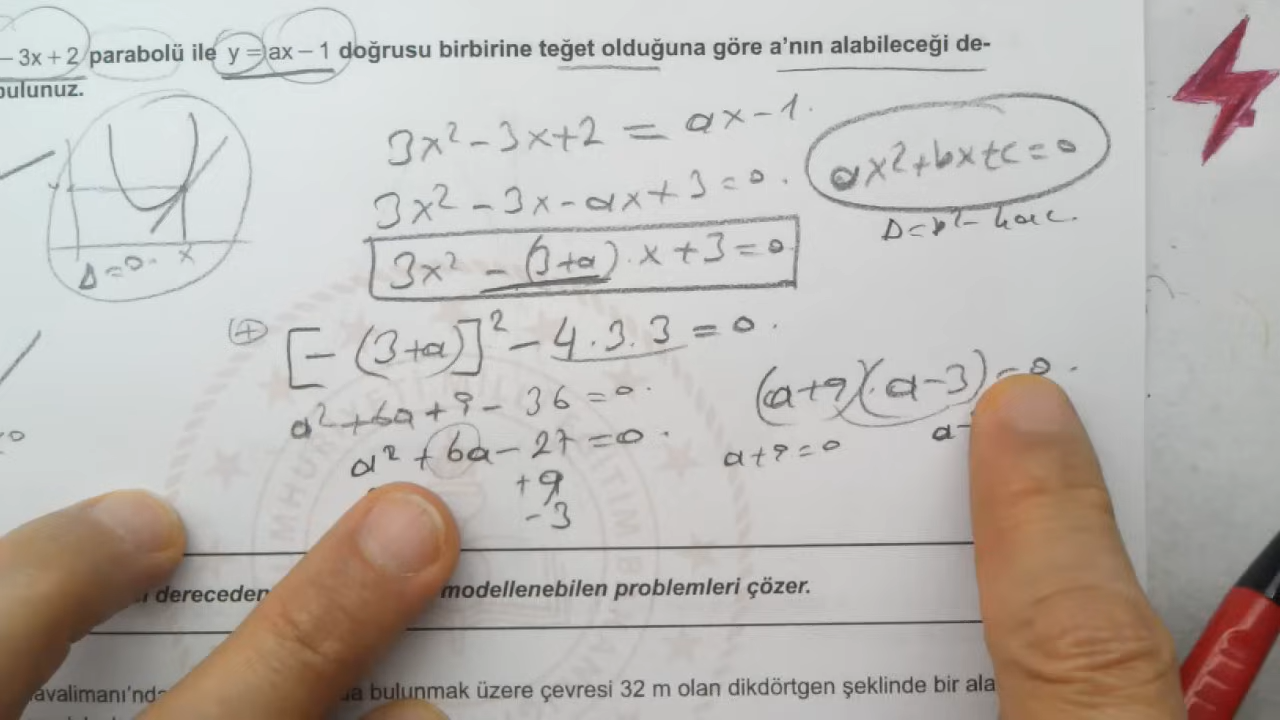 - 3x + 2 parabolü ile y = ax - 1 doğrusu birbirine teğet olduğuna göre a'nın alabileceği de-
bulunuz.
3x² - 3x + 2 = ax - 1.
3x² - 3x - ax + 3 = 0.
3x² - (3+a).x + 3 = 0
ax² + bx + c = 0
Δ = b² - 4ac.
Δ = 0. x
[-(3+a)]² - 4.3.3 = 0.
a² + 6a + 9 - 36 = 0.
a² + 6a - 27 = 0.
+9
-3
(a+9)(a-3) = 0.
a + 9 = 0 a -
dereceden modellenebilen problemleri çözer.
avalimanı'nda bulunmak üzere çevresi 32 m olan dikdörtgen şeklinde bir ala